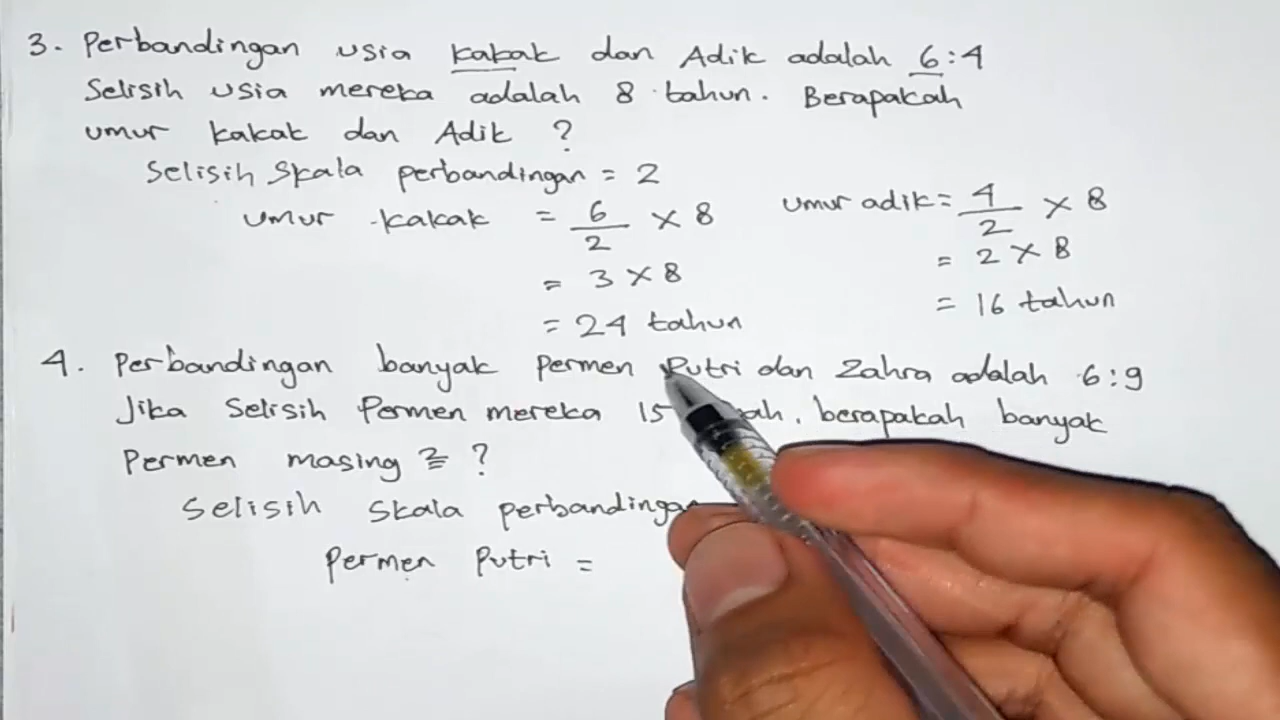 3. Perbandingan usia kakak dan Adik adalah 6:4
Selisih usia mereka adalah 8 tahun. Berapakah
umur kakak dan Adik ?
Selisih Skala perbandingan = 2
umur kakak = 6/2 × 8
= 3 × 8
= 24 tahun
umur adik = 4/2 × 8
= 2 × 8
= 16 tahun
4. Perbandingan banyak permen Putri dan Zahra adalah 6:9
Jika Selisih Permen mereka 15 berapakah banyak
Permen masing 2 = ?
Selisih skala perbandingan
Permen Putri =